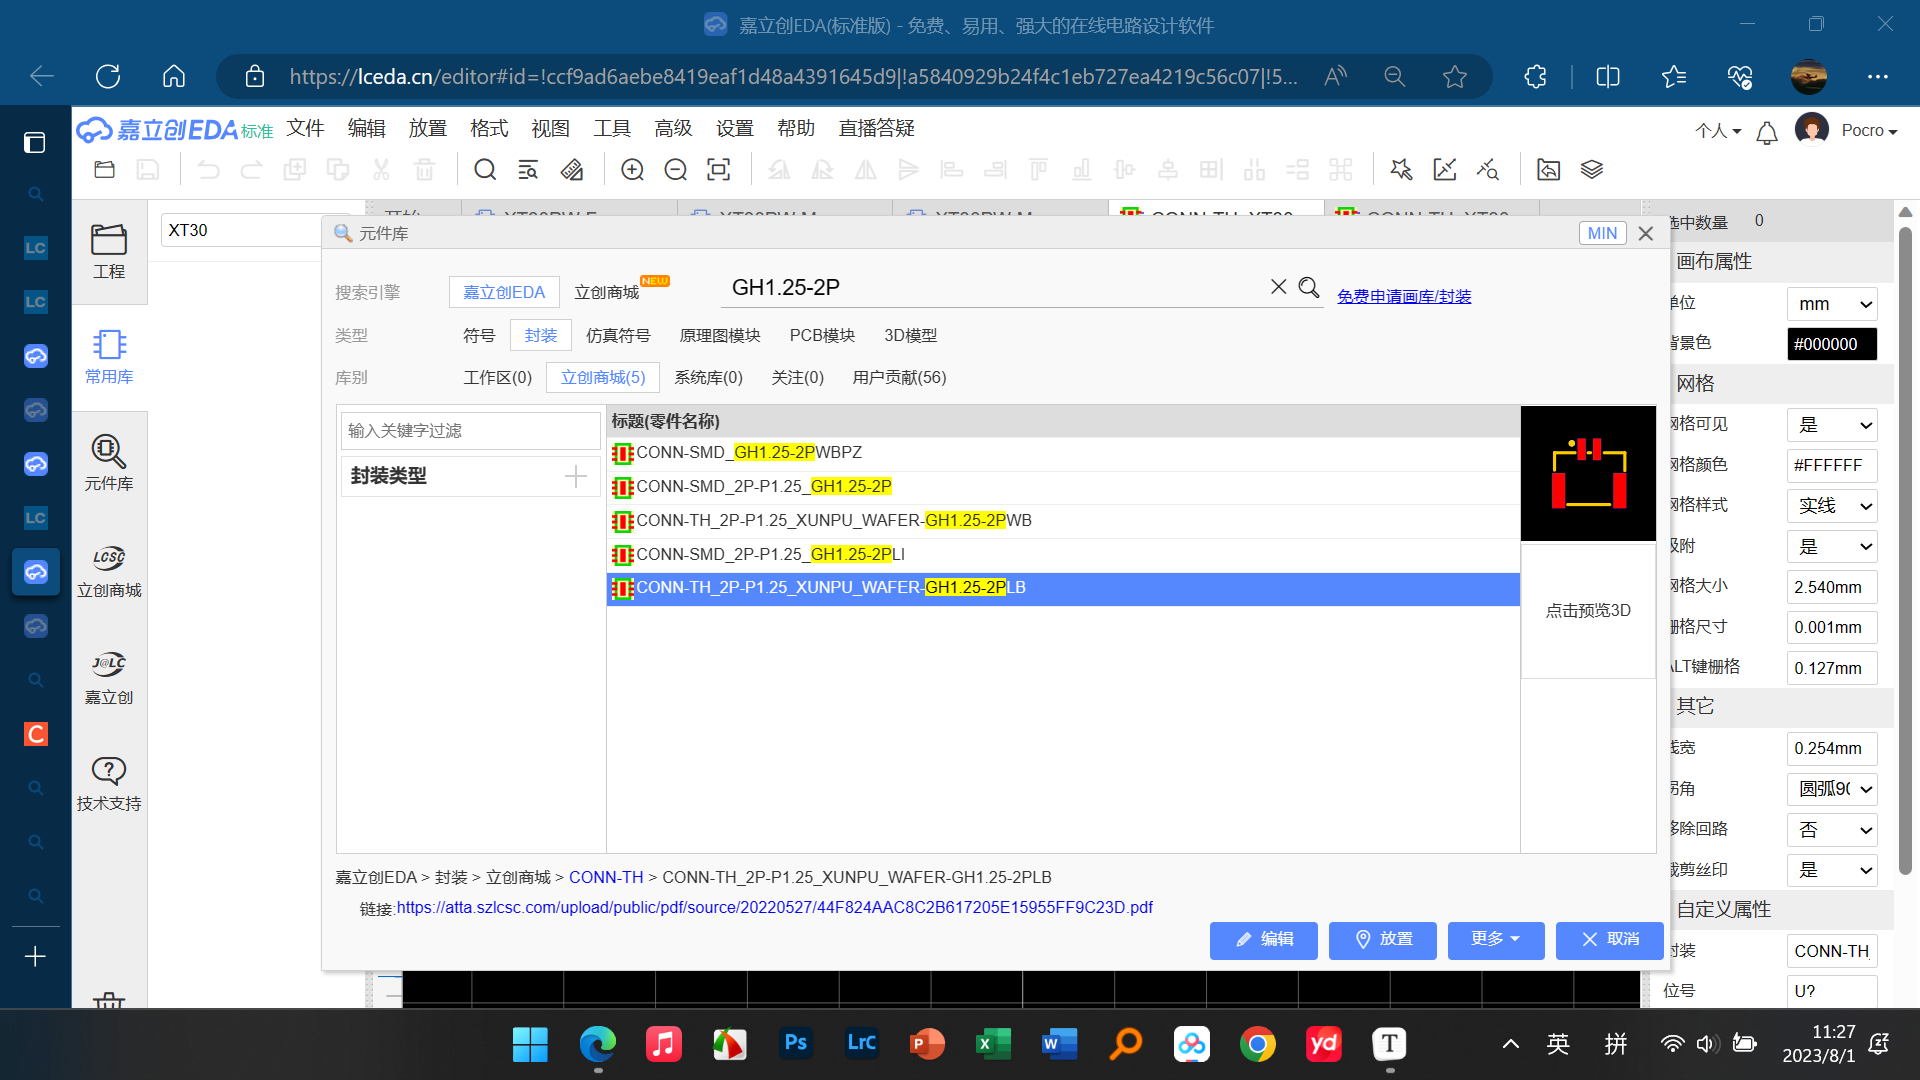 嘉立创EDA(标准版) - 免费、易用、强大的在线电路设计软件
https://lceda.cn/editor#id=!ccf9ad6aebe8419eaf1d48a4391645d9|!a5840929b24f4c1eb727ea4219c56c07|!5...
嘉立创EDA标准 文件 编辑 放置 格式 视图 工具 高级 设置 帮助 直播答疑 个人 Pocro
工程
常用库
元件库
LCSC
立创商城
J@LC
嘉立创
技术支持
LC
LC
LC
C
XT30
元件库 MIN
搜索引擎 嘉立创EDA 立创商城 NEW GH1.25-2P 免费申请画库/封装
类型 符号 封装 仿真符号 原理图模块 PCB模块 3D模型
库别 工作区(0) 立创商城(5) 系统库(0) 关注(0) 用户贡献(56)
输入关键字过滤
封装类型
标题(零件名称)
CONN-SMD_GH1.25-2PWBPZ
CONN-SMD_2P-P1.25_GH1.25-2P
CONN-TH_2P-P1.25_XUNPU_WAFER-GH1.25-2PWB
CONN-SMD_2P-P1.25_GH1.25-2PLI
CONN-TH_2P-P1.25_XUNPU_WAFER-GH1.25-2PLB
点击预览3D
嘉立创EDA > 封装 > 立创商城 > CONN-TH > CONN-TH_2P-P1.25_XUNPU_WAFER-GH1.25-2PLB
链接:https://atta.szlcsc.com/upload/public/pdf/source/20220527/44F824AAC8C2B617205E15955FF9C23D.pdf
编辑 放置 更多 取消
选中数量 0
画布属性
单位 mm
背景色 #000000
网格
网格可见 是
网格颜色 #FFFFFF
网格样式 实线
吸附 是
网格大小 2.540mm
栅格尺寸 0.001mm
ALT键栅格 0.127mm
其它
线宽 0.254mm
拐角 圆弧90
移除回路 否
裁剪丝印 是
自定义属性
封装 CONN-TH_
位号 U?
Ps LrC P X W yd T
英 拼 11:27
2023/8/1